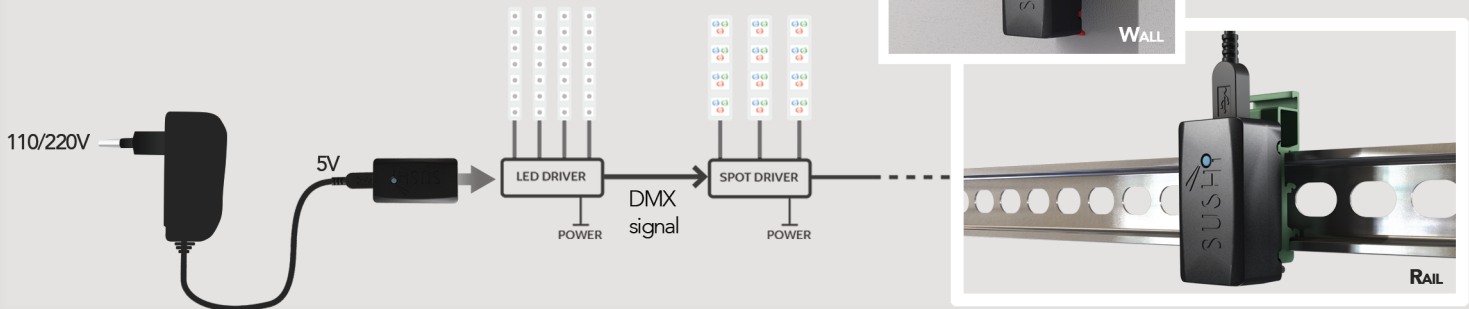 WALL
110/220V
5V
LED DRIVER
SPOT DRIVER
DMX
signal
POWER
POWER
SUSHI
RAIL